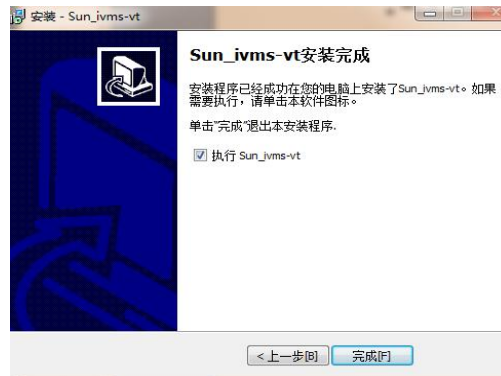 安装 - Sun_ivms-vt
Sun_ivms-vt安装完成
安装程序已经成功在您的电脑上安装了Sun_ivms-vt。如果
需要执行，请单击本软件图标。
单击"完成"退出本安装程序.
执行 Sun_ivms-vt
<上一步[B]
完成[F]